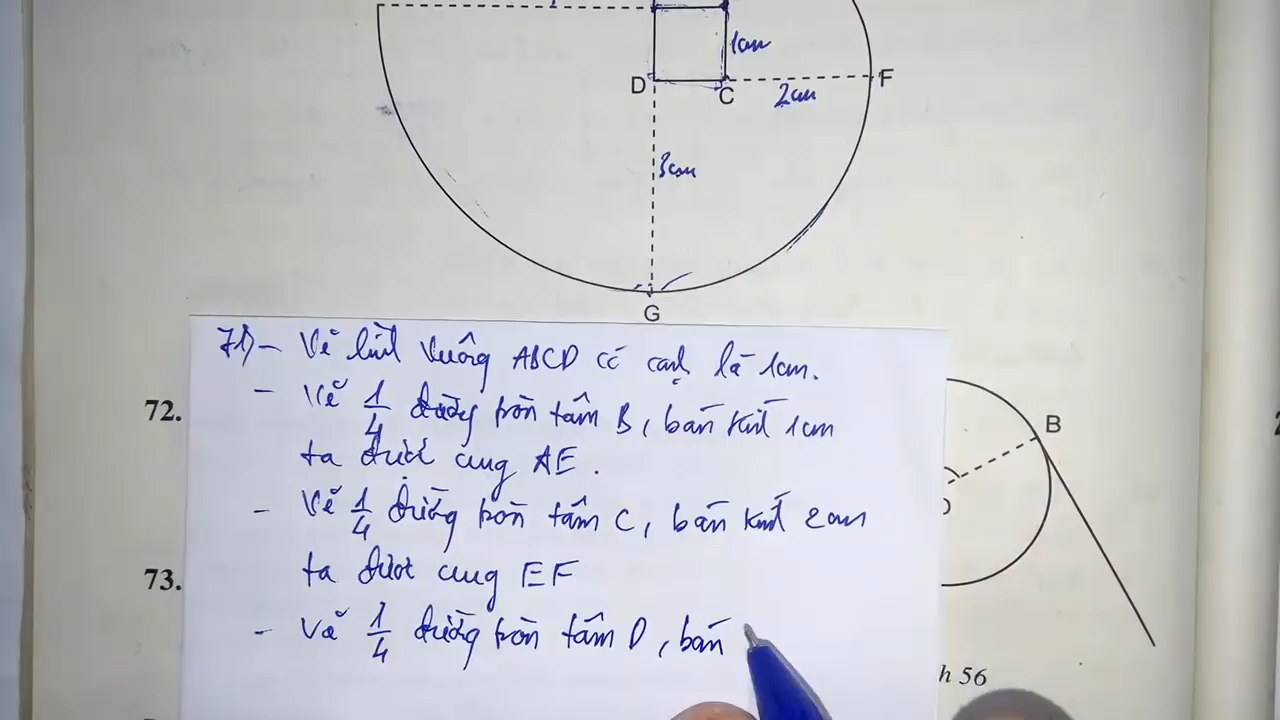 1cm
D
C
2cm
F
3cm
G
71) - Vẽ hình vuông ABCD có cạnh là 1cm.
- Vẽ 1/4 đường tròn tâm B, bán kính 1cm
ta được cung AE.
72.
B
- Vẽ 1/4 đường tròn tâm C, bán kính 2cm
ta được cung EF
73.
- Vẽ 1/4 đường tròn tâm D, bán
h 56